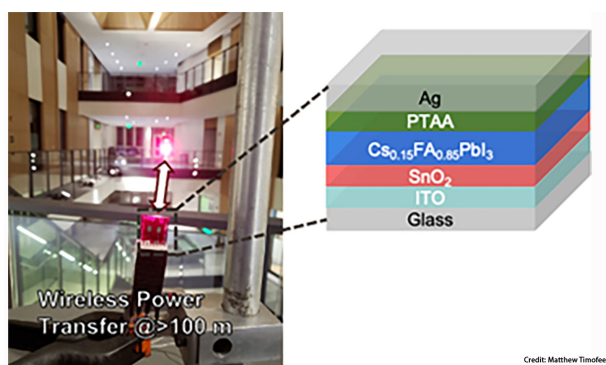 Wireless Power
Transfer @>100 m
Ag
PTAA
Cs₀.₁₅FA₀.₈₅PbI₃
SnO₂
ITO
Glass
Credit: Matthew Timofee